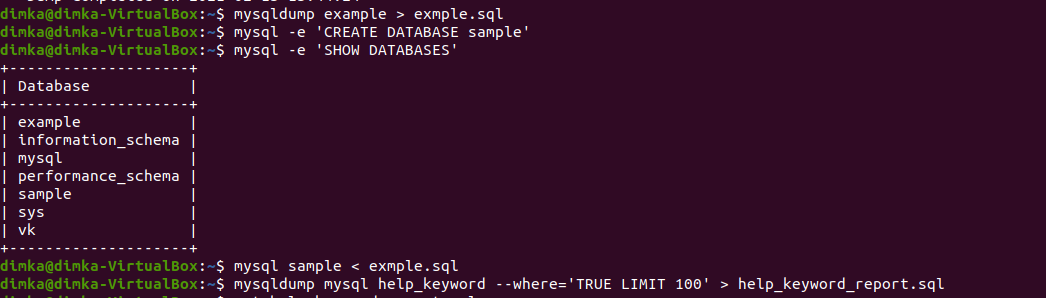 dimka@dimka-VirtualBox:~$ mysqldump example > exmple.sql
dimka@dimka-VirtualBox:~$ mysql -e 'CREATE DATABASE sample'
dimka@dimka-VirtualBox:~$ mysql -e 'SHOW DATABASES'
+--------------------+
| Database           |
+--------------------+
| example            |
| information_schema |
| mysql              |
| performance_schema |
| sample             |
| sys                |
| vk                 |
+--------------------+
dimka@dimka-VirtualBox:~$ mysql sample < exmple.sql
dimka@dimka-VirtualBox:~$ mysqldump mysql help_keyword --where='TRUE LIMIT 100' > help_keyword_report.sql